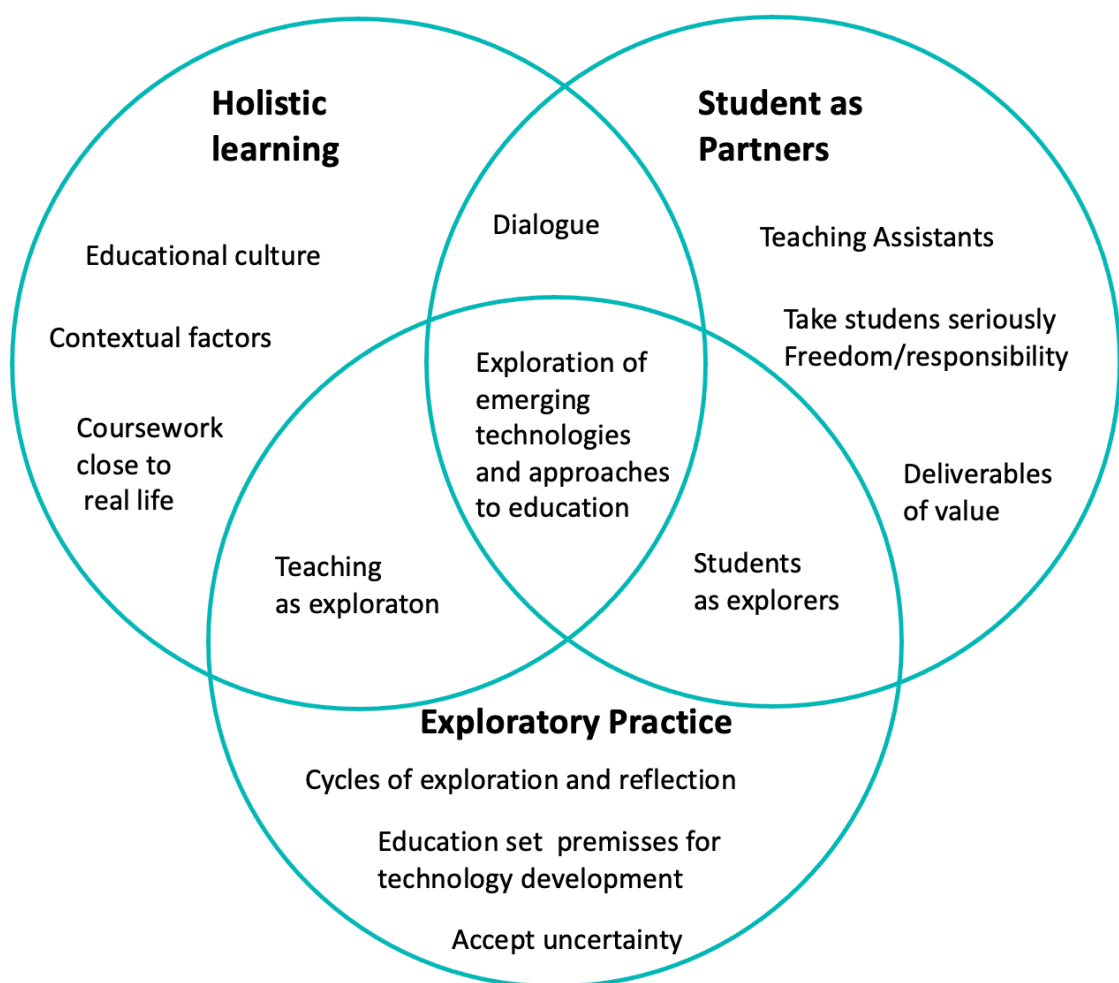 Holistic
learning
Student as
Partners
Dialogue
Educational culture
Teaching Assistants
Contextual factors
Take studens seriously
Freedom/responsibility
Exploration of
emerging
technologies
and approaches
to education
Coursework
close to
real life
Deliverables
of value
Teaching
as exploraton
Students
as explorers
Exploratory Practice
Cycles of exploration and reflection
Education set premisses for
technology development
Accept uncertainty